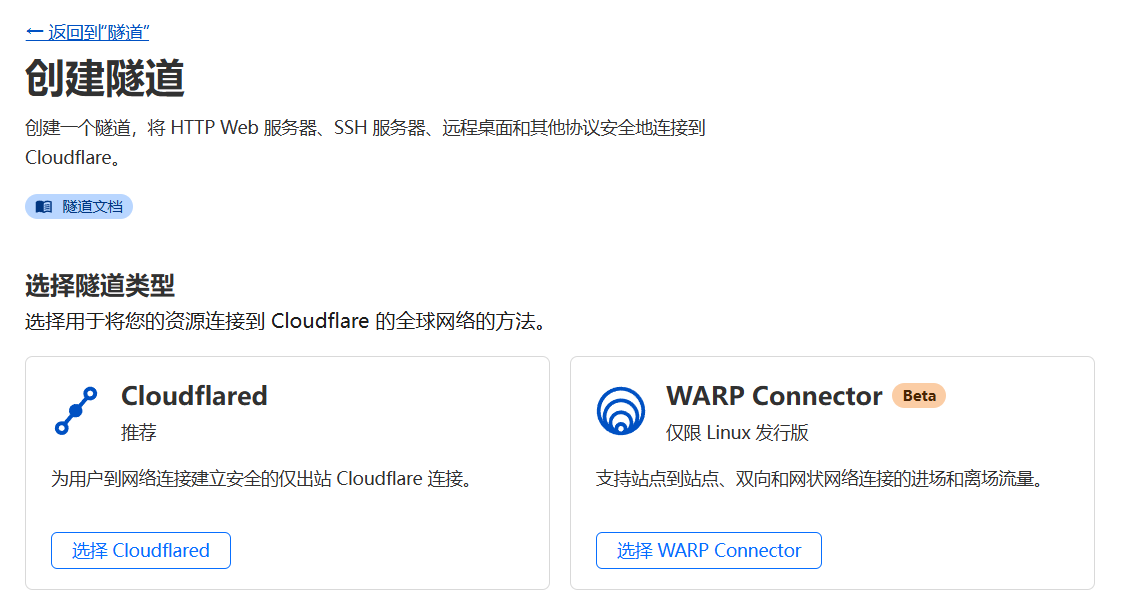 ← 返回到“隧道”
创建隧道
创建一个隧道，将 HTTP Web 服务器、SSH 服务器、远程桌面和其他协议安全地连接到
Cloudflare。
隧道文档
选择隧道类型
选择用于将您的资源连接到 Cloudflare 的全球网络的方法。
Cloudflared
推荐
为用户到网络连接建立安全的仅出站 Cloudflare 连接。
选择 Cloudflared
WARP Connector Beta
仅限 Linux 发行版
支持站点到站点、双向和网状网络连接的进场和离场流量。
选择 WARP Connector